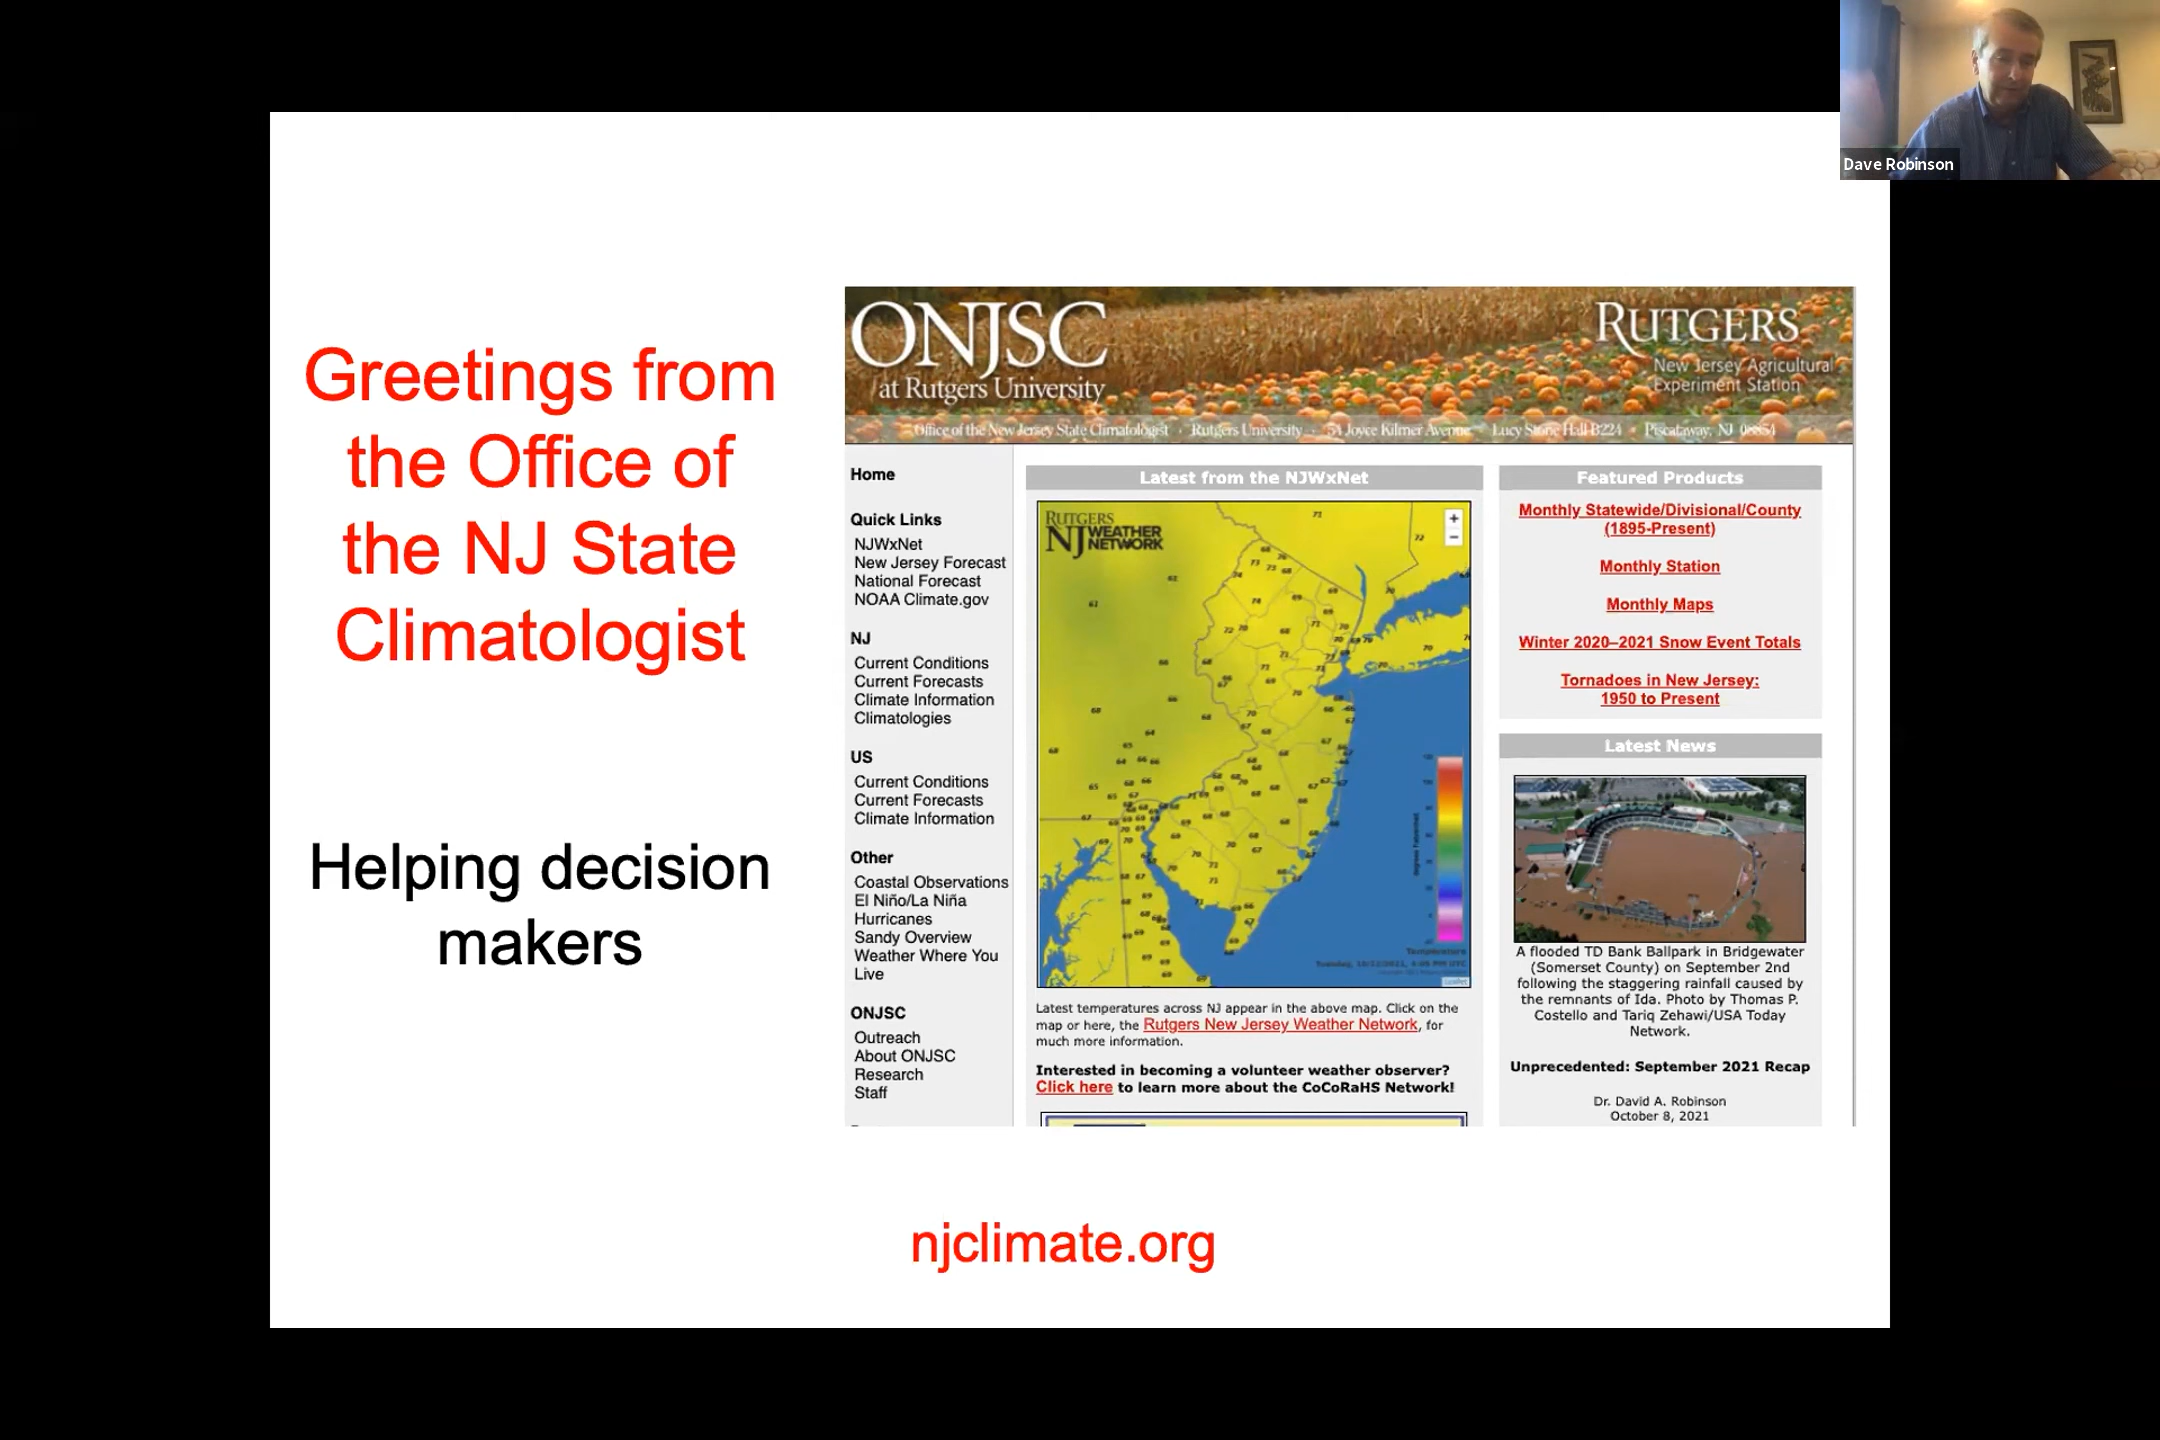 Dave Robinson
Greetings from
the Office of
the NJ State
Climatologist
Helping decision
makers
ONJSC
at Rutgers University
RUTGERS
New Jersey Agricultural
Experiment Station
Office of the New Jersey State Climatologist · Rutgers University · 54 Joyce Kilmer Avenue Lucy Stone Hall B224 · Piscataway, NJ 08854
Home
Quick Links
NJWxNet
New Jersey Forecast
National Forecast
NOAA Climate.gov
NJ
Current Conditions
Current Forecasts
Climate Information
Climatologies
US
Current Conditions
Current Forecasts
Climate Information
Other
Coastal Observations
El Niño/La Niña
Hurricanes
Sandy Overview
Weather Where You
Live
ONJSC
Outreach
About ONJSC
Research
Staff
Latest from the NJWxNet
RUTGERS
NJ WEATHER
NETWORK
+
−
Temperature
Latest temperatures across NJ appear in the above map. Click on the
map or here, the Rutgers New Jersey Weather Network, for
much more information.
Interested in becoming a volunteer weather observer?
Click here to learn more about the CoCoRaHS Network!
Featured Products
Monthly Statewide/Divisional/County
(1895-Present)
Monthly Station
Monthly Maps
Winter 2020–2021 Snow Event Totals
Tornadoes in New Jersey:
1950 to Present
Latest News
A flooded TD Bank Ballpark in Bridgewater
(Somerset County) on September 2nd
following the staggering rainfall caused by
the remnants of Ida. Photo by Thomas P.
Costello and Tariq Zehawi/USA Today
Network.
Unprecedented: September 2021 Recap
Dr. David A. Robinson
October 8, 2021
njclimate.org